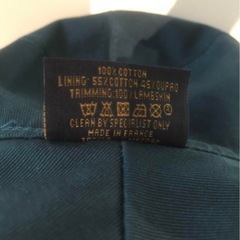 100%COTTON
LINING: 55%COTTON 45%CUPRO
TRIMMING:100%LAMBSKIN
CLEAN BY SPECIALIST ONLY
MADE IN FRANCE